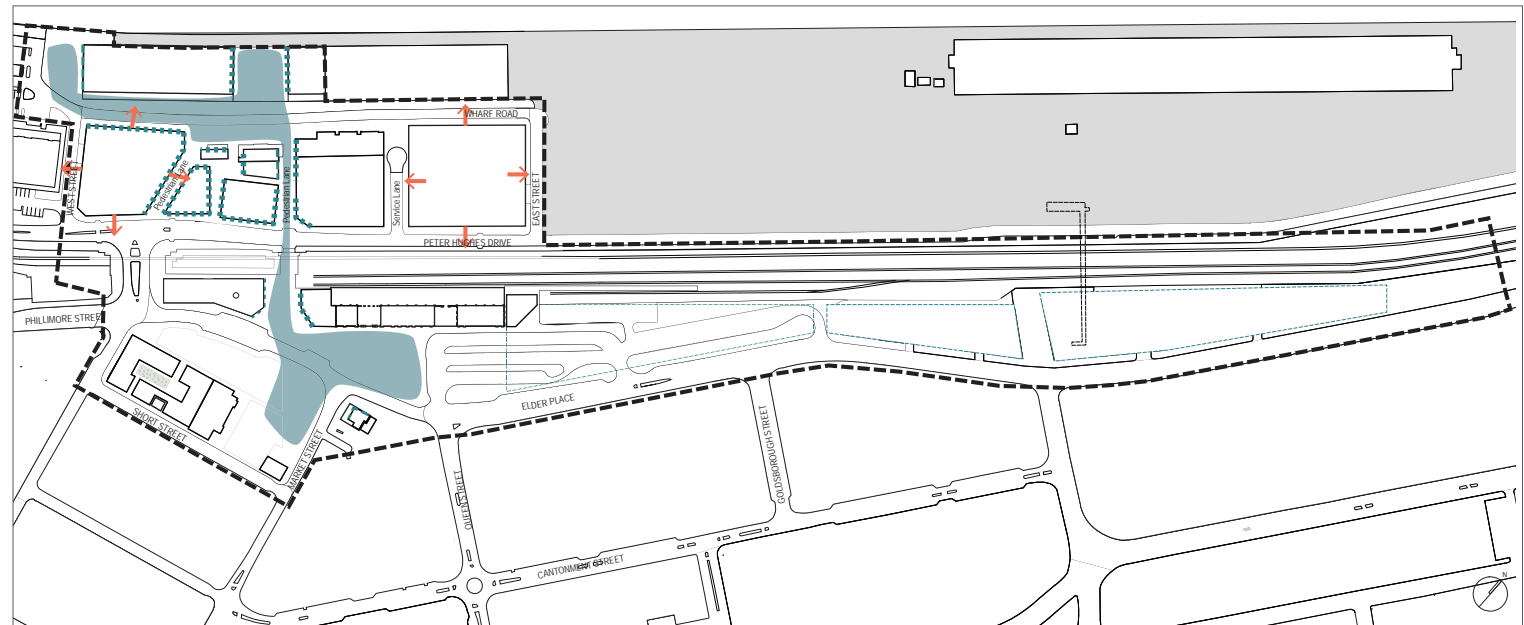 WHARF ROAD
WEST STREET
Pedestrian Lane
Pedestrian Lane
Service Lane
EAST STREET
PETER HUGHES DRIVE
PHILLIMORE STREET
SHORT STREET
MARKET STREET
ELDER PLACE
QUEEN STREET
GOLDSBOROUGH STREET
CANTONMENT STREET
N